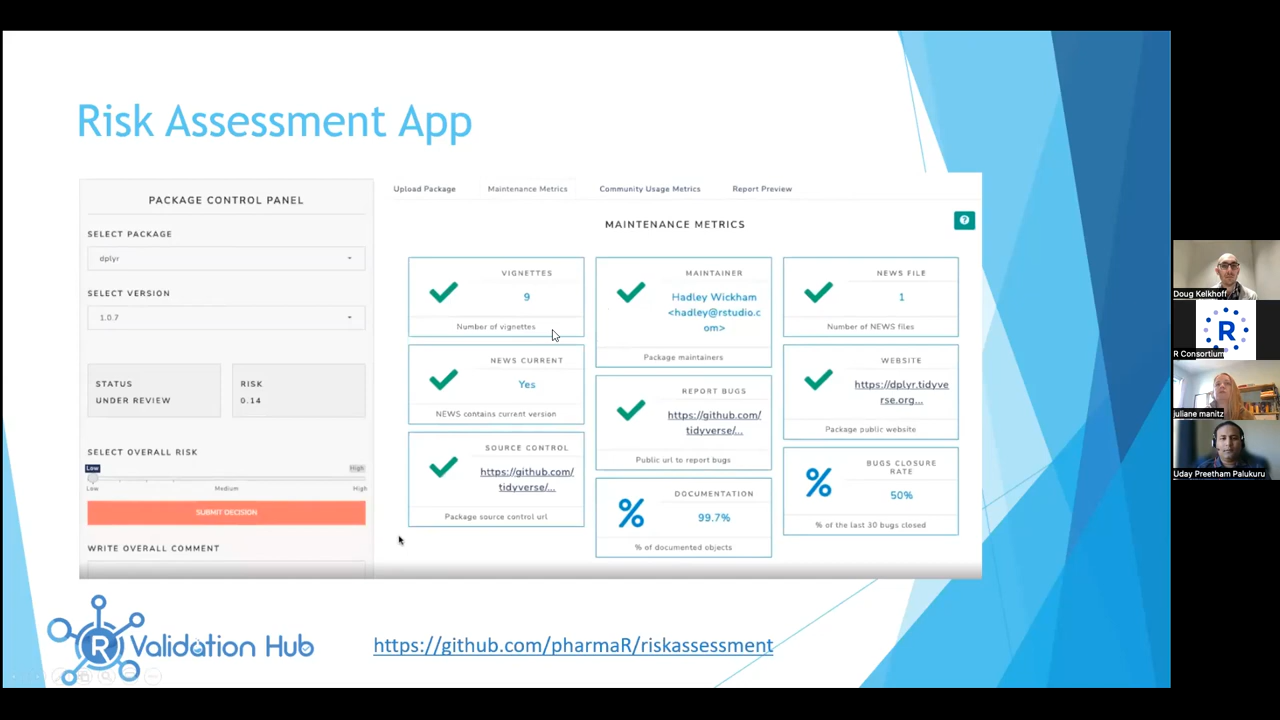 Risk Assessment App
PACKAGE CONTROL PANEL
SELECT PACKAGE
dplyr
SELECT VERSION
1.0.7
STATUS
UNDER REVIEW
RISK
0.14
SELECT OVERALL RISK
Low
High
Low
Medium
High
SUBMIT DECISION
WRITE OVERALL COMMENT
Upload Package
Maintenance Metrics
Community Usage Metrics
Report Preview
MAINTENANCE METRICS
VIGNETTES
9
Number of vignettes
NEWS CURRENT
Yes
NEWS contains current version
SOURCE CONTROL
https://github.com/
tidyverse/...
Package source control url
MAINTAINER
Hadley Wickham
<hadley@rstudio.c
om>
Package maintainers
REPORT BUGS
https://github.com/
tidyverse/...
Public url to report bugs
%
DOCUMENTATION
99.7%
% of documented objects
NEWS FILE
1
Number of NEWS files
WEBSITE
https://dplyr.tidyve
rse.org...
Package public website
%
BUGS CLOSURE
RATE
50%
% of the last 30 bugs closed
R Validation Hub
https://github.com/pharmaR/riskassessment
Doug Kelkhoff
R
R Consortium
juliane manitz
Uday Preetham Palukuru